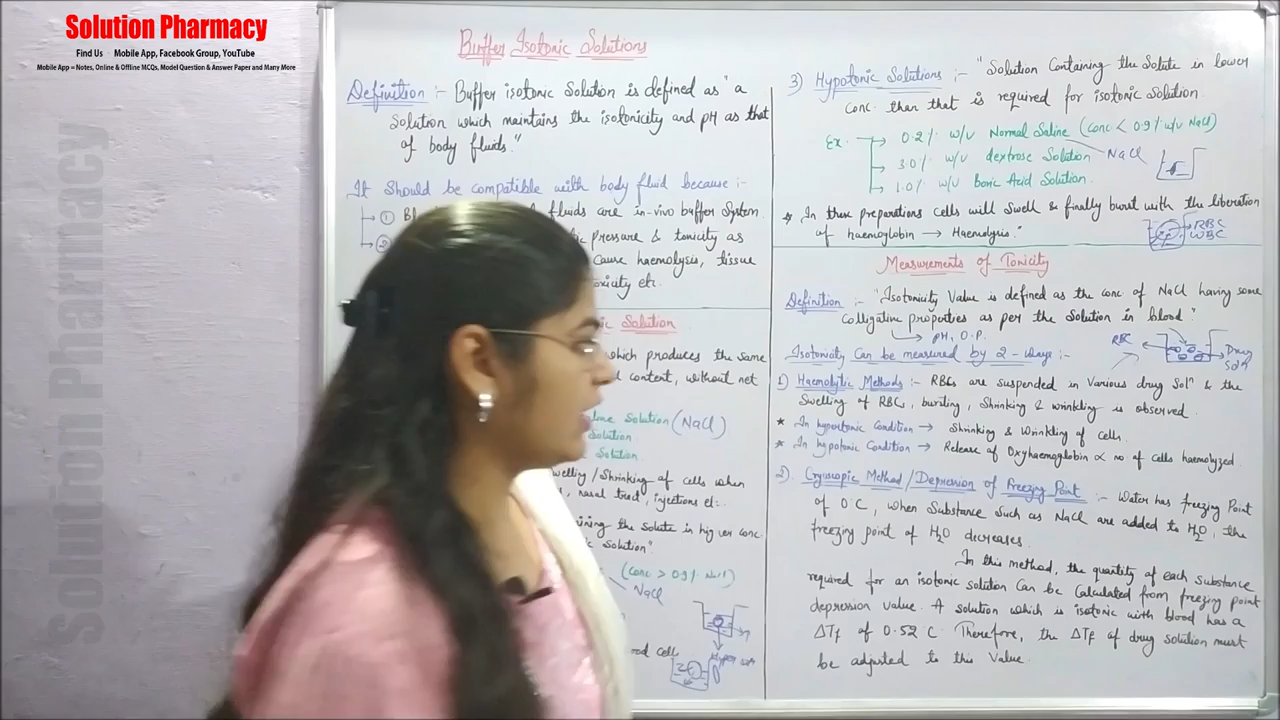 Solution Pharmacy
Find Us Mobile App, Facebook Group, YouTube
Mobile App = Notes, Online & Offline MCQs, Model Question & Answer Paper and Many More
Solution Pharmacy
Buffer Isotonic Solutions
Definition :- Buffer isotonic Solution is defined as "a
Solution which maintains the isotonicity and pH as that
of body fluids."
It Should be compatible with body fluid because :-
① fluids are in-vivo buffer System.
② pressure & tonicity as
cause haemolysis, tissue
etc.
Solution
which produces the same
content, without net
Solution (NaCl)
Solution
Solution.
/ Shrinking of cells when
, nasal tract, injections etc.
the solute in higher conc
solution"
(Conc > 0.9%
NaCl
cell
3) Hypotonic Solutions :- "Solution Containing the Solute in lower
Conc. than that is required for isotonic Solution.
Ex. 0.2% w/v Normal Saline (Conc < 0.9% w/v NaCl)
3.0% w/v dextrose Solution NaCl
1.0% w/v Boric Acid Solution.
* In these preparations cells will Swell & finally burst with the liberation
of haemoglobin → Haemolysis."
RBC
WBC
Measurements of Tonicity
Definition :- "Isotonicity Value is defined as the conc. of NaCl having same
colligative properties as per the Solution in blood"
pH, O.P.
Isotonicity Can be measured by 2-ways :-
RBC
Drug
Solⁿ
1) Haemolytic Methods :- RBCs are suspended in Various drug Solⁿ & the
Swelling of RBCs, bursting, Shrinking & wrinkling is observed.
* In hypertonic Condition → Shrinking & Wrinkling of cells.
* In hypotonic Condition → Release of Oxyhaemoglobin ∝ no. of cells haemolyzed.
2) Cryoscopic Method / Depression of Freezing Point :- Water has freezing Point
of 0°C, when Substance Such as NaCl are added to H₂O, the
freezing point of H₂O decreases.
In this method, the quantity of each Substance
required for an isotonic solution Can be Calculated from freezing point
depression value. A solution which is isotonic with blood has a
ΔTf of 0.52°C. Therefore, the ΔTf of drug solution must
be adjusted to this Value.